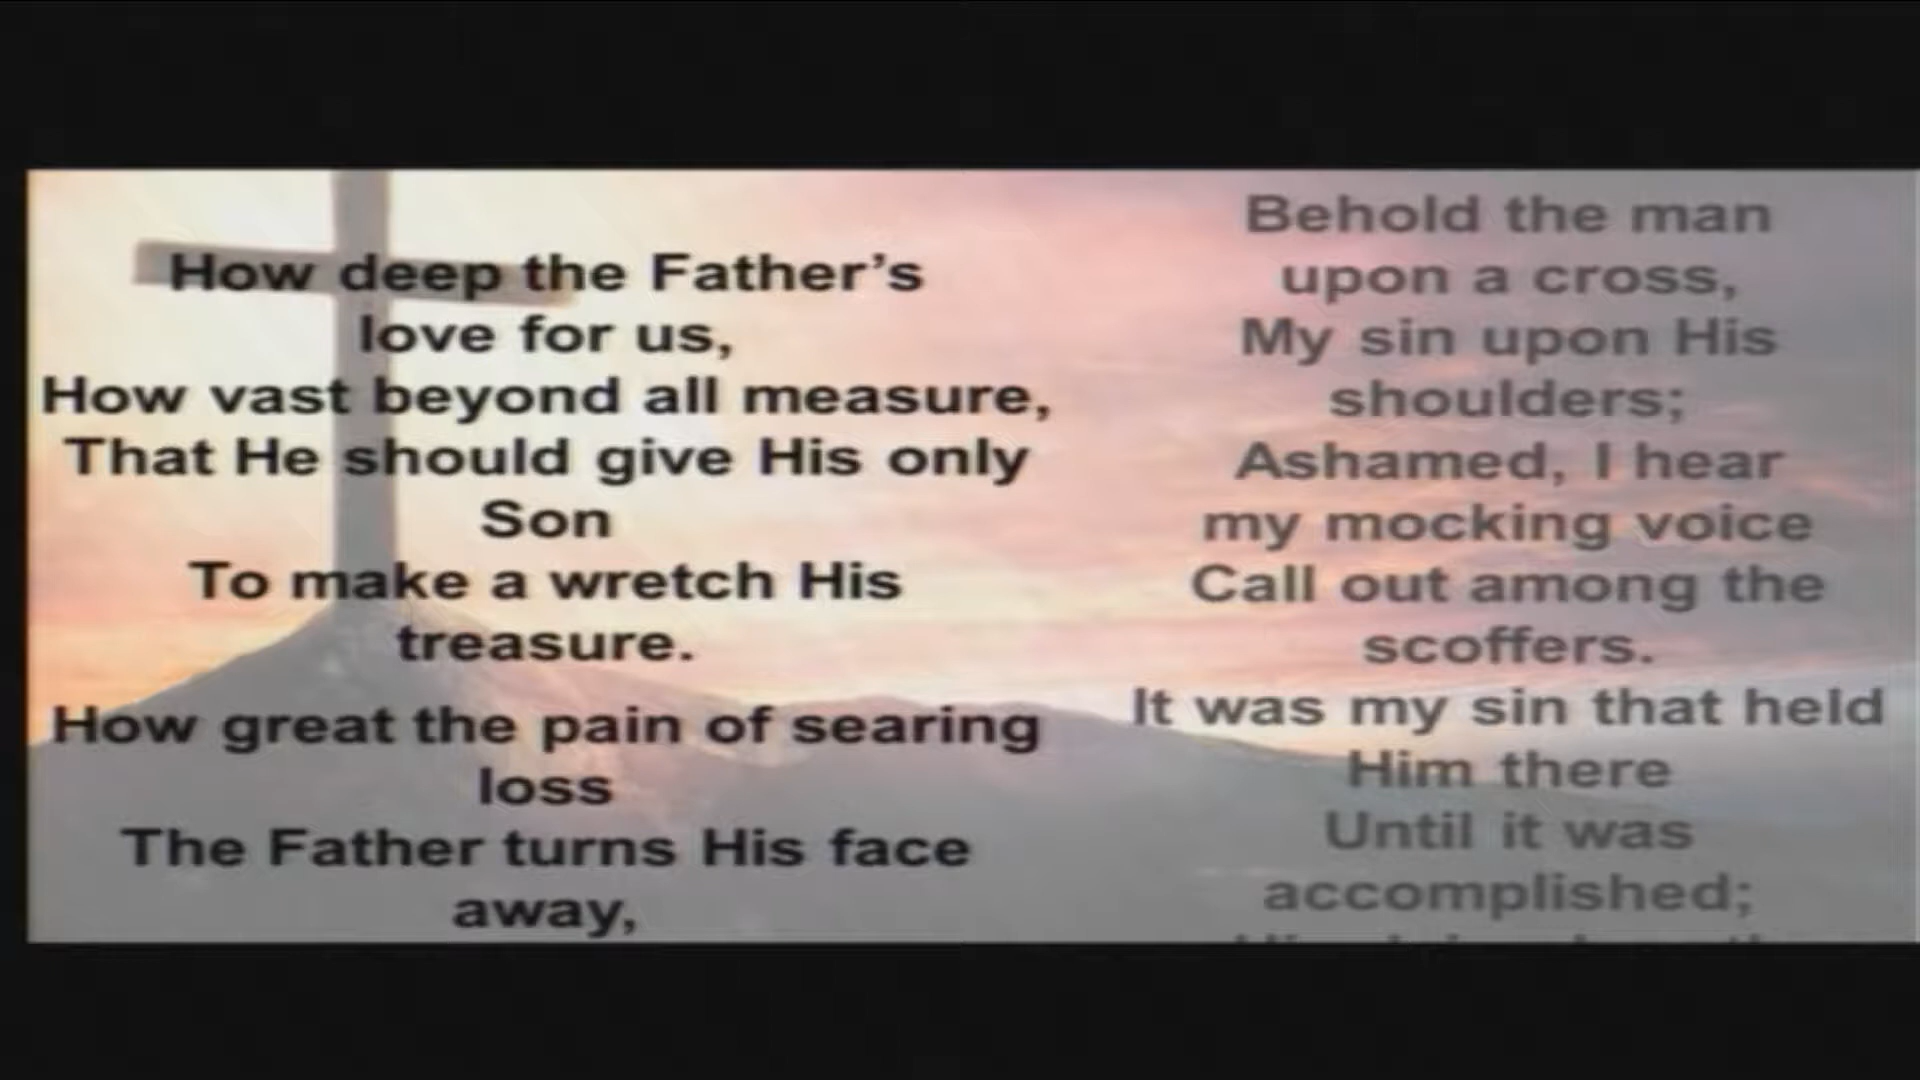 How deep the Father's
love for us,
How vast beyond all measure,
That He should give His only
Son
To make a wretch His
treasure.
How great the pain of searing
loss
The Father turns His face
away,
Behold the man
upon a cross,
My sin upon His
shoulders;
Ashamed, I hear
my mocking voice
Call out among the
scoffers.
It was my sin that held
Him there
Until it was
accomplished;